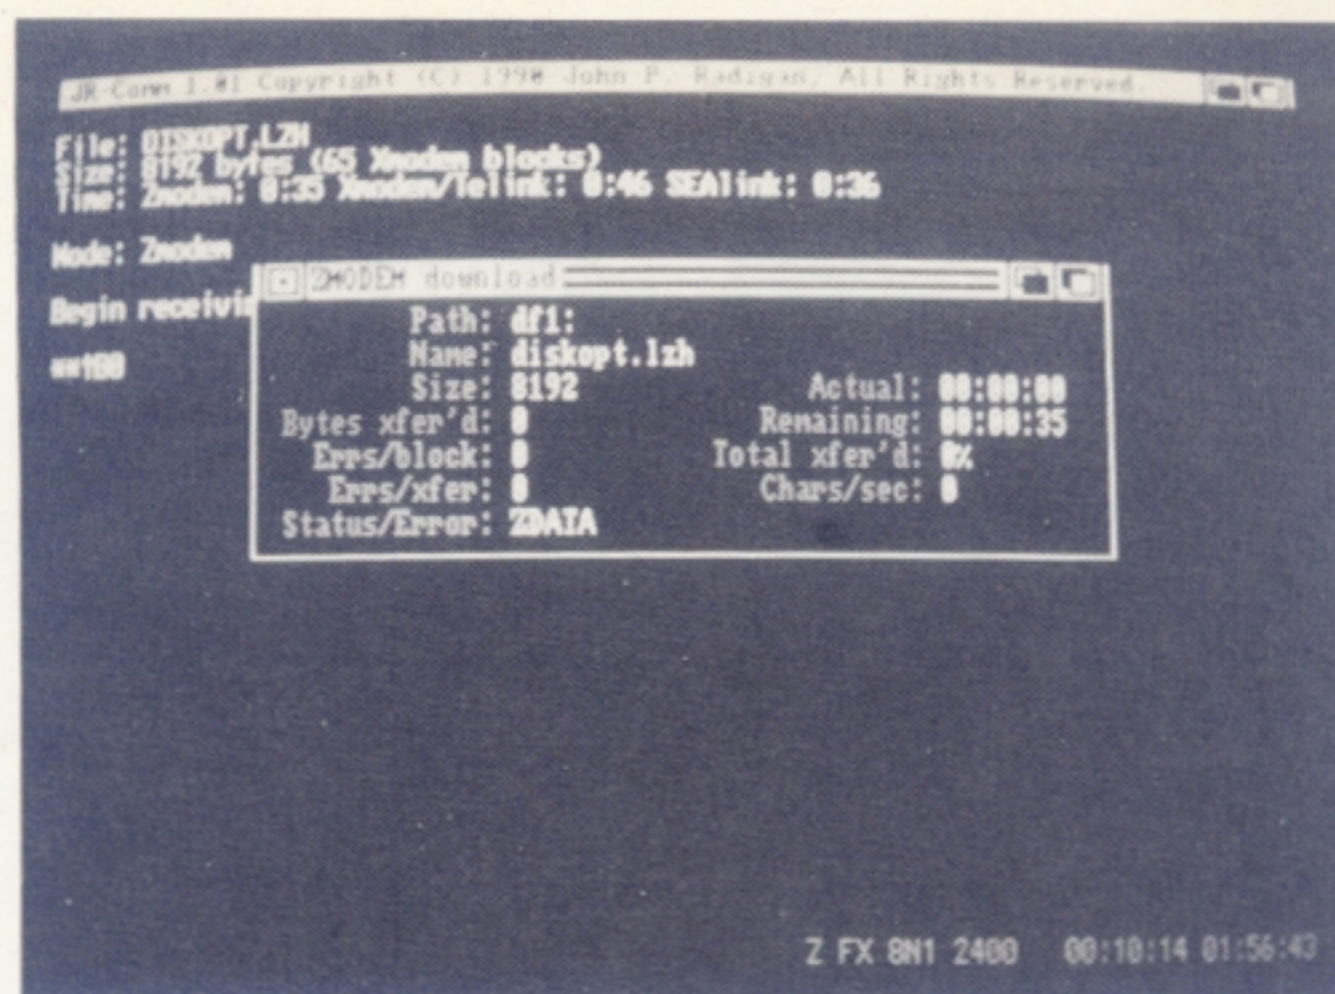 JR-Comm 1.01 Copyright (C) 1990 John P. Radigan, All Rights Reserved.
File: DISKOPT.LZH
Size: 8192 bytes (65 Xmodem blocks)
Time: Zmodem: 0:35 Xmodem/Telink: 0:46 SEAlink: 0:36
Mode: Zmodem
Begin receivin
ZMODEM download
Path: df1:
Name: diskopt.lzh
Size: 8192 Actual: 00:00:00
Bytes xfer'd: 0 Remaining: 00:00:35
Errs/block: 0 Total xfer'd: 0%
Errs/xfer: 0 Chars/sec: 0
Status/Error: ZDATA
Z FX 8N1 2400 00:10:14 01:56:43